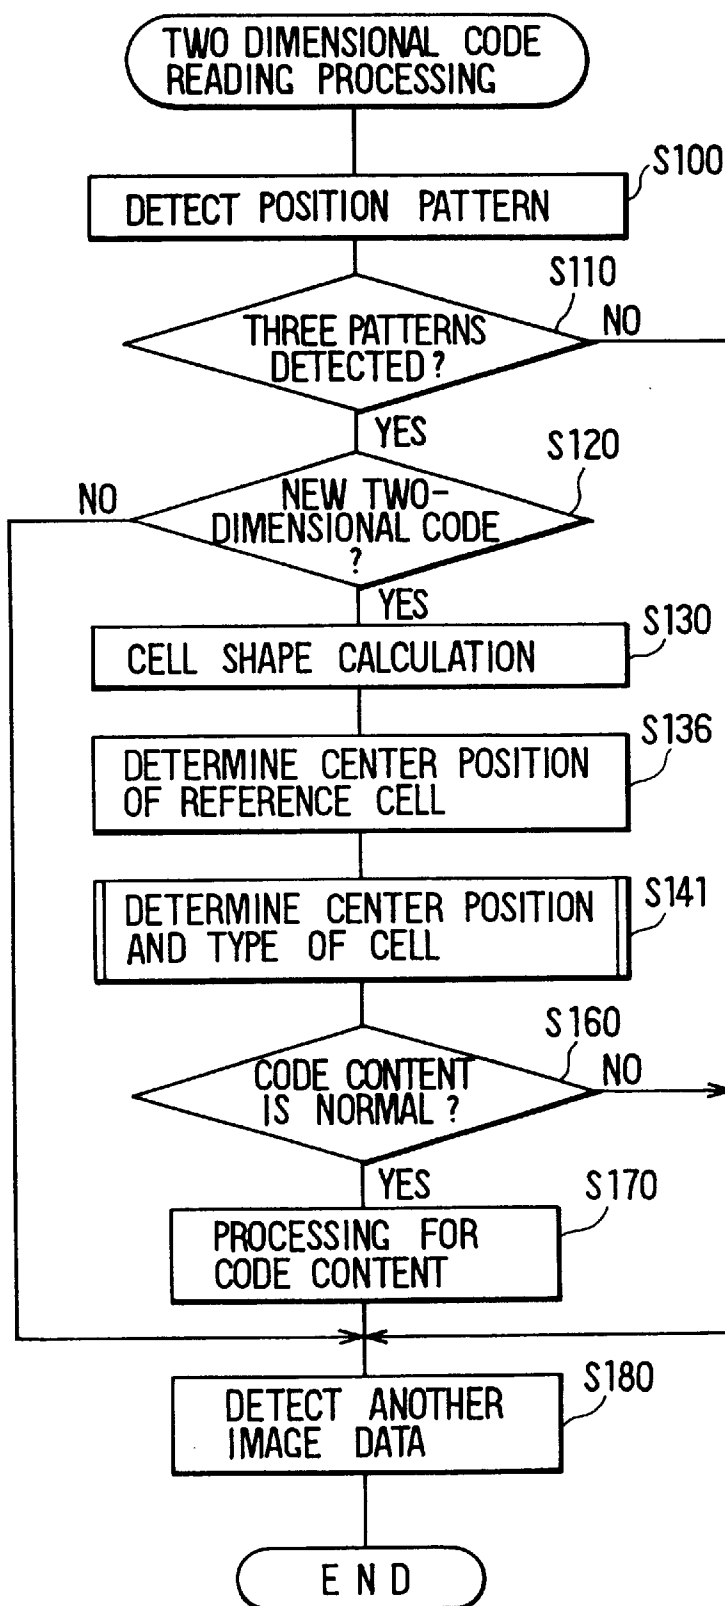 TWO DIMENSIONAL CODE
READING PROCESSING
S100
DETECT POSITION PATTERN
S110
THREE PATTERNS
DETECTED?
NO
YES
S120
NO
NEW TWO-
DIMENSIONAL CODE
?
YES
S130
CELL SHAPE CALCULATION
S136
DETERMINE CENTER POSITION
OF REFERENCE CELL
S141
DETERMINE CENTER POSITION
AND TYPE OF CELL
S160
CODE CONTENT
IS NORMAL?
NO
YES
S170
PROCESSING FOR
CODE CONTENT
S180
DETECT ANOTHER
IMAGE DATA
END